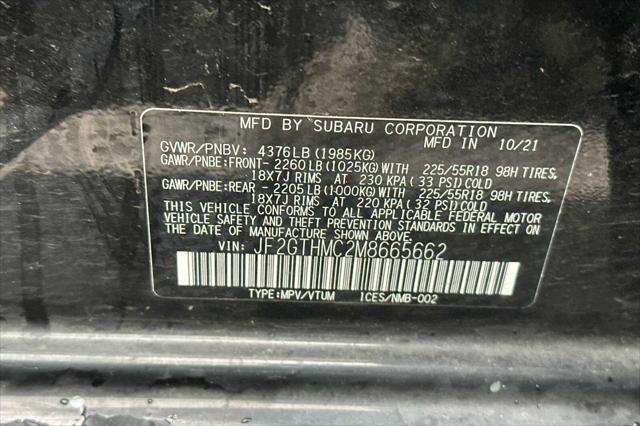 MFD BY SUBARU CORPORATION
MFD IN 10/21
GVWR/PNBV: 4376LB (1985KG)
GAWR/PNBE:FRONT- 2260LB (1025KG) WITH 225/55R18 98H TIRES,
18X7J RIMS AT 230 KPA (33 PSI) COLD
GAWR/PNBE:REAR - 2205LB (1000KG) WITH 225/55R18 98H TIRES,
18X7J RIMS AT 220 KPA (32 PSI) COLD
THIS VEHICLE CONFORMS TO ALL APPLICABLE FEDERAL MOTOR
VEHICLE SAFETY AND THEFT PREVENTION STANDARDS IN EFFECT ON
THE DATE OF MANUFACTURE SHOWN ABOVE.
VIN: JF2GTHMC2M8665662
TYPE:MPV/VTUM 1CES/NMB-002